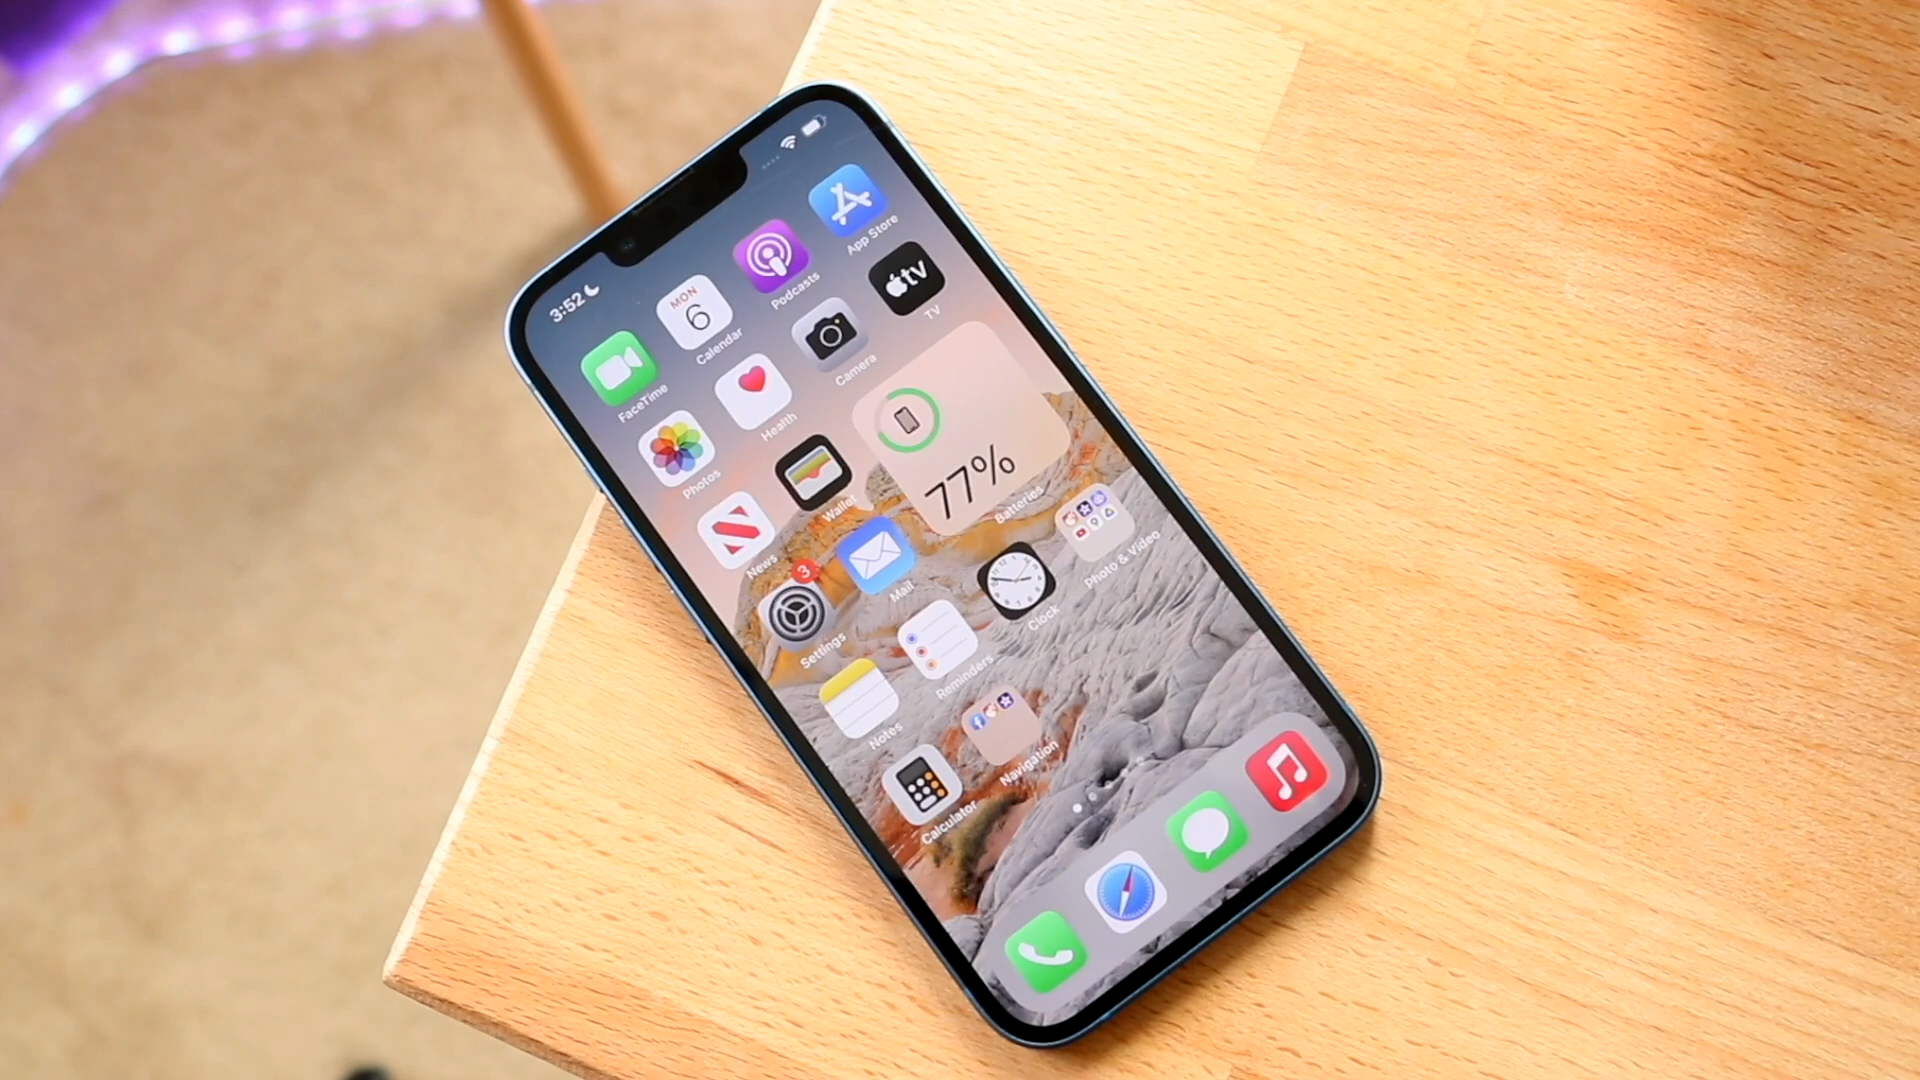 3:52
FaceTime
MON
6
Calendar
Podcasts
App Store
Photos
Health
Camera
tv
TV
News
Wallet
77%
Batteries
3
Settings
Mail
Clock
Photo & Video
Notes
Reminders
Calculator
Navigation